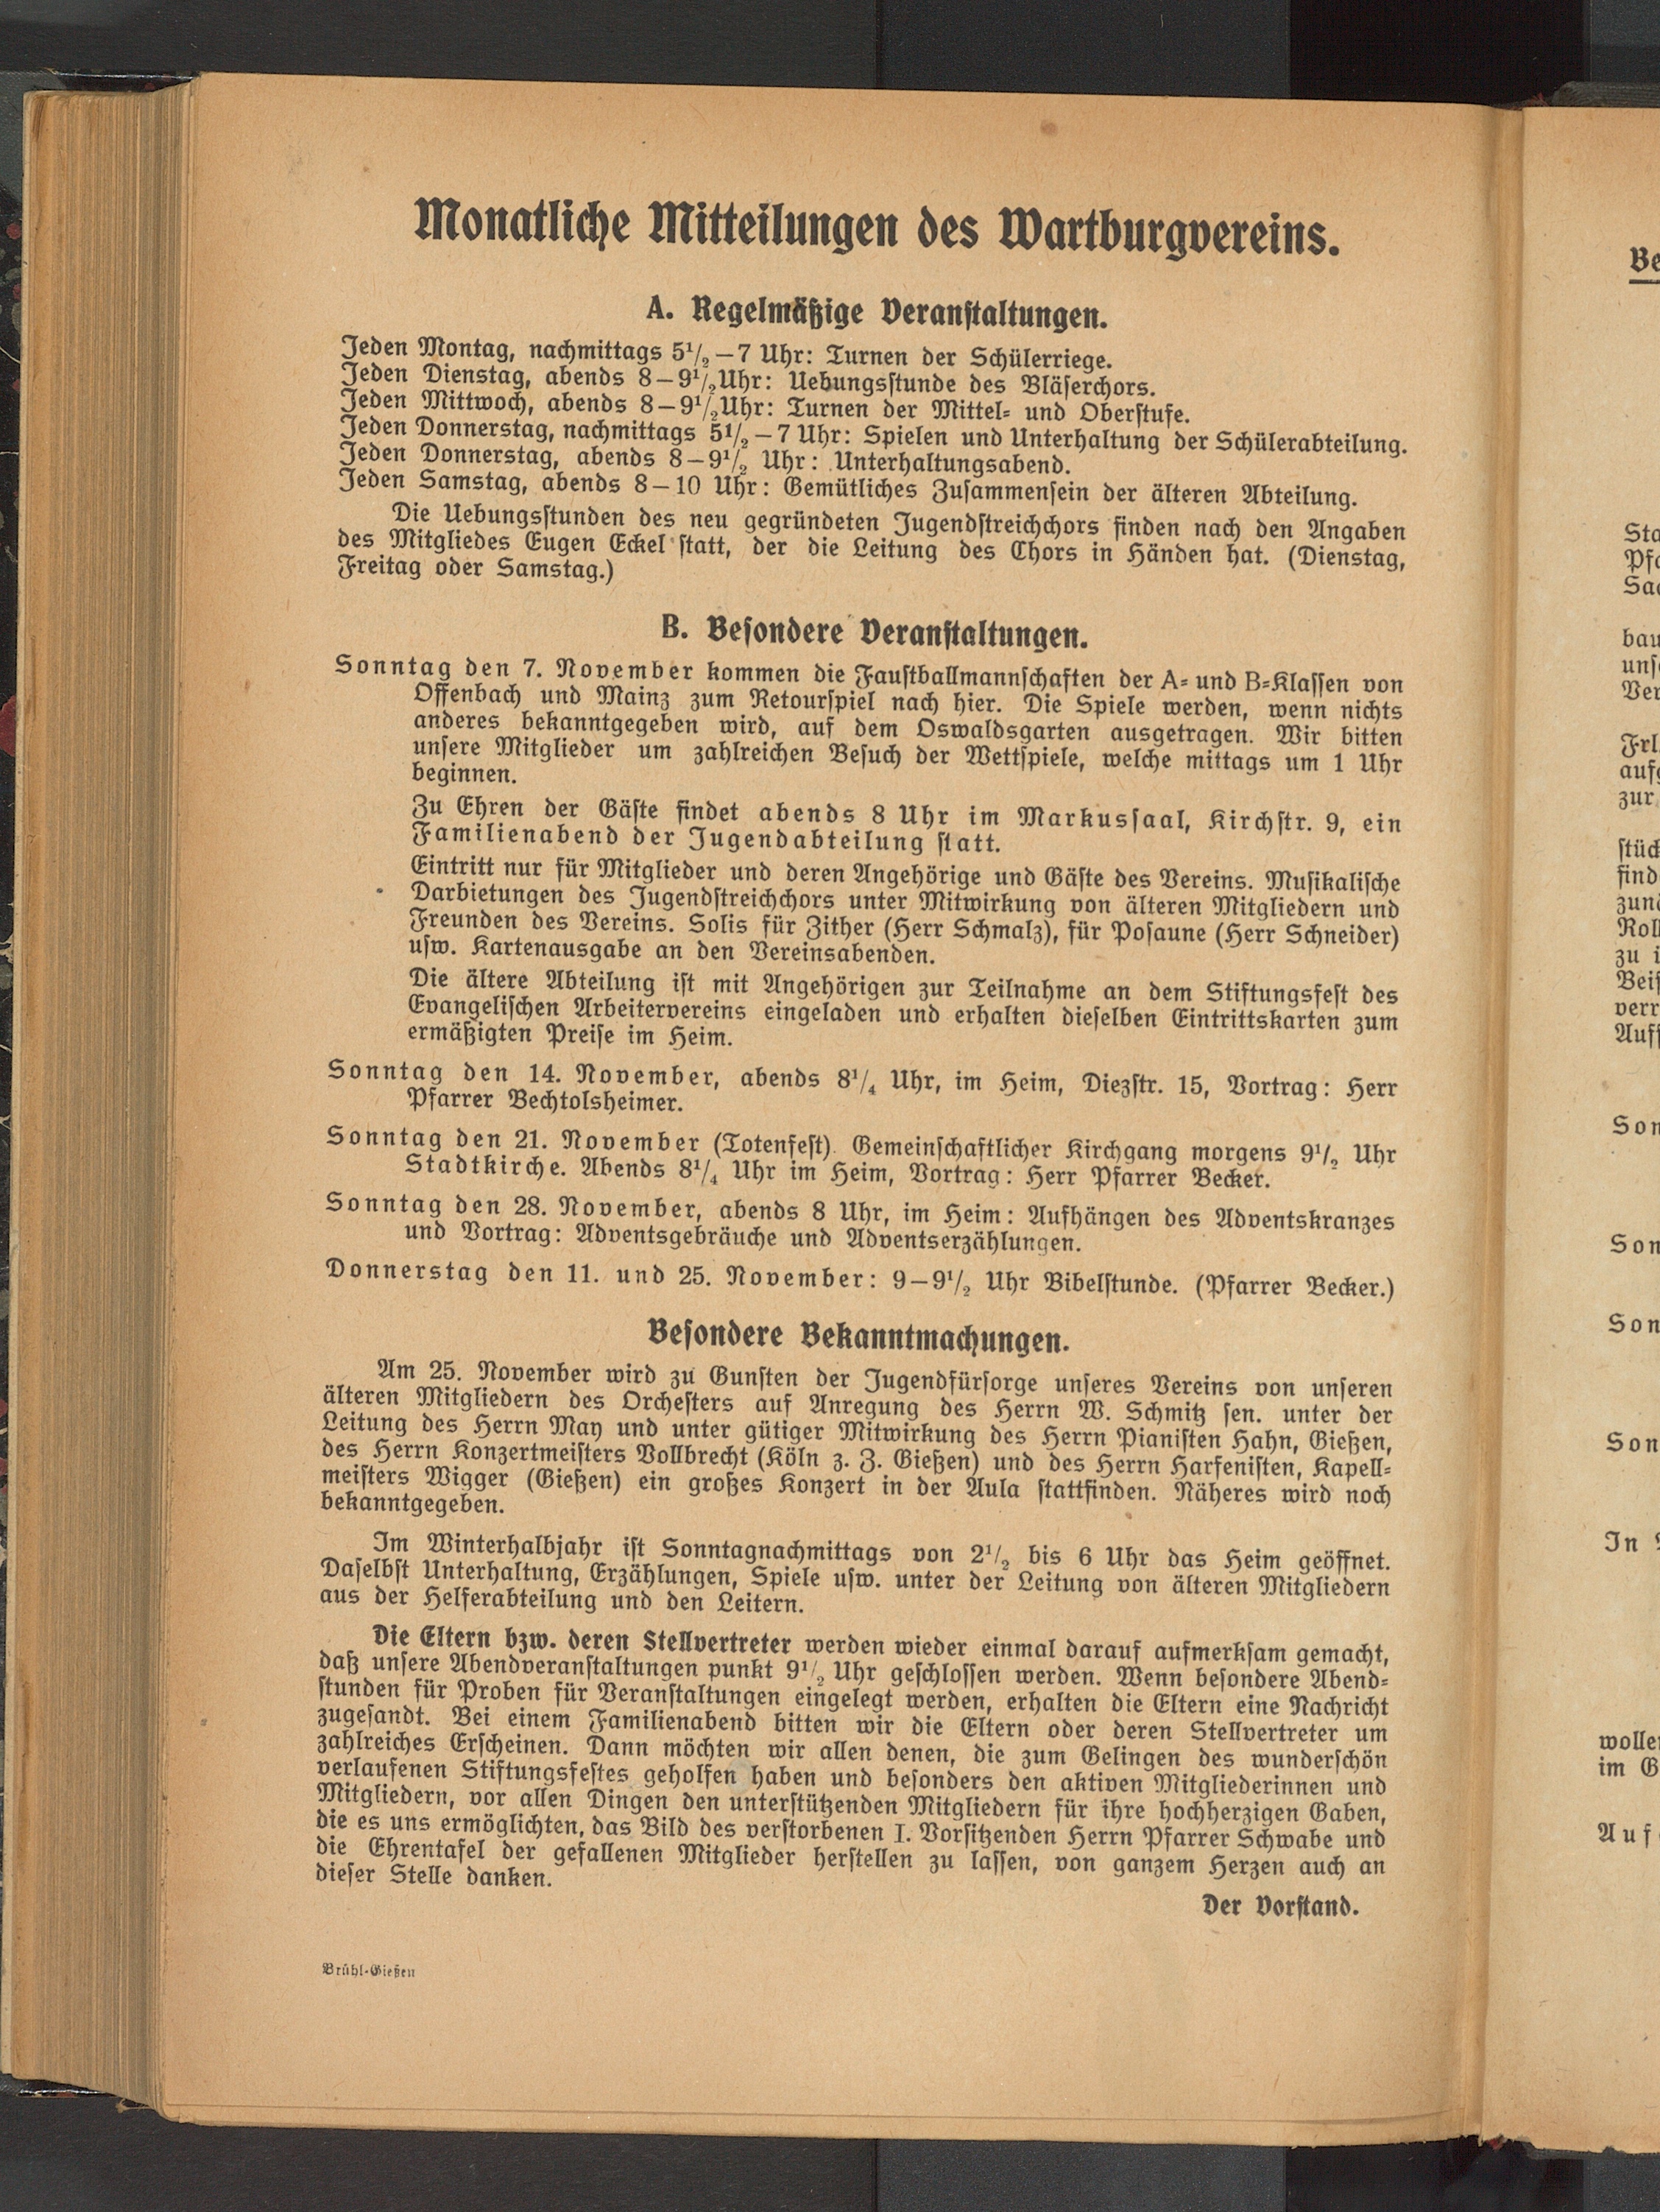 Monatliche Mitteilungen des Wartburgvereins.
A. Regelmäßige Veranstaltungen.
Jeden Montag, nachmittags 5¹/₂–7 Uhr: Turnen der Schülerriege.
Jeden Dienstag, abends 8–9¹/₂ Uhr: Uebungsstunde des Bläserchors.
Jeden Mittwoch, abends 8–9¹/₂ Uhr: Turnen der Mittel- und Oberstufe.
Jeden Donnerstag, nachmittags 5¹/₂–7 Uhr: Spielen und Unterhaltung der Schülerabteilung.
Jeden Donnerstag, abends 8–9¹/₂ Uhr: Unterhaltungsabend.
Jeden Samstag, abends 8–10 Uhr: Gemütliches Zusammensein der älteren Abteilung.
Die Uebungsstunden des neu gegründeten Jugendstreichchors finden nach den Angaben
des Mitgliedes Eugen Eckel statt, der die Leitung des Chors in Händen hat. (Dienstag,
Freitag oder Samstag.)
B. Besondere Veranstaltungen.
Sonntag den 7. November kommen die Faustballmannschaften der A- und B-Klassen von
Offenbach und Mainz zum Retourspiel nach hier. Die Spiele werden, wenn nichts
anderes bekanntgegeben wird, auf dem Oswaldsgarten ausgetragen. Wir bitten
unsere Mitglieder um zahlreichen Besuch der Wettspiele, welche mittags um 1 Uhr
beginnen.
Zu Ehren der Gäste findet abends 8 Uhr im Markussaal, Kirchstr. 9, ein
Familienabend der Jugendabteilung statt.
Eintritt nur für Mitglieder und deren Angehörige und Gäste des Vereins. Musikalische
Darbietungen des Jugendstreichchors unter Mitwirkung von älteren Mitgliedern und
Freunden des Vereins. Solis für Zither (Herr Schmalz), für Posaune (Herr Schneider)
usw. Kartenausgabe an den Vereinsabenden.
Die ältere Abteilung ist mit Angehörigen zur Teilnahme an dem Stiftungsfest des
Evangelischen Arbeitervereins eingeladen und erhalten dieselben Eintrittskarten zum
ermäßigten Preise im Heim.
Sonntag den 14. November, abends 8¹/₄ Uhr, im Heim, Diezstr. 15, Vortrag: Herr
Pfarrer Bechtolsheimer.
Sonntag den 21. November (Totenfest). Gemeinschaftlicher Kirchgang morgens 9¹/₂ Uhr
Stadtkirche. Abends 8¹/₄ Uhr im Heim, Vortrag: Herr Pfarrer Becker.
Sonntag den 28. November, abends 8 Uhr, im Heim: Aufhängen des Adventskranzes
und Vortrag: Adventsgebräuche und Adventserzählungen.
Donnerstag den 11. und 25. November: 9–9¹/₂ Uhr Bibelstunde. (Pfarrer Becker.)
Besondere Bekanntmachungen.
Am 25. November wird zu Gunsten der Jugendfürsorge unseres Vereins von unseren
älteren Mitgliedern des Orchesters auf Anregung des Herrn W. Schmitz sen. unter der
Leitung des Herrn May und unter gütiger Mitwirkung des Herrn Pianisten Hahn, Gießen,
des Herrn Konzertmeisters Vollbrecht (Köln z. Z. Gießen) und des Herrn Harfenisten, Kapell-
meisters Wigger (Gießen) ein großes Konzert in der Aula stattfinden. Näheres wird noch
bekanntgegeben.
Im Winterhalbjahr ist Sonntagnachmittags von 2¹/₂ bis 6 Uhr das Heim geöffnet.
Daselbst Unterhaltung, Erzählungen, Spiele usw. unter der Leitung von älteren Mitgliedern
aus der Helferabteilung und den Leitern.
Die Eltern bzw. deren Stellvertreter werden wieder einmal darauf aufmerksam gemacht,
daß unsere Abendveranstaltungen punkt 9¹/₂ Uhr geschlossen werden. Wenn besondere Abend-
stunden für Proben für Veranstaltungen eingelegt werden, erhalten die Eltern eine Nachricht
zugesandt. Bei einem Familienabend bitten wir die Eltern oder deren Stellvertreter um
zahlreiches Erscheinen. Dann möchten wir allen denen, die zum Gelingen des wunderschön
verlaufenen Stiftungsfestes geholfen haben und besonders den aktiven Mitgliederinnen und
Mitgliedern, vor allen Dingen den unterstützenden Mitgliedern für ihre hochherzigen Gaben,
die es uns ermöglichten, das Bild des verstorbenen I. Vorsitzenden Herrn Pfarrer Schwabe und
die Ehrentafel der gefallenen Mitglieder herstellen zu lassen, von ganzem Herzen auch an
dieser Stelle danken.
Der Vorstand.
Brühl-Gießen